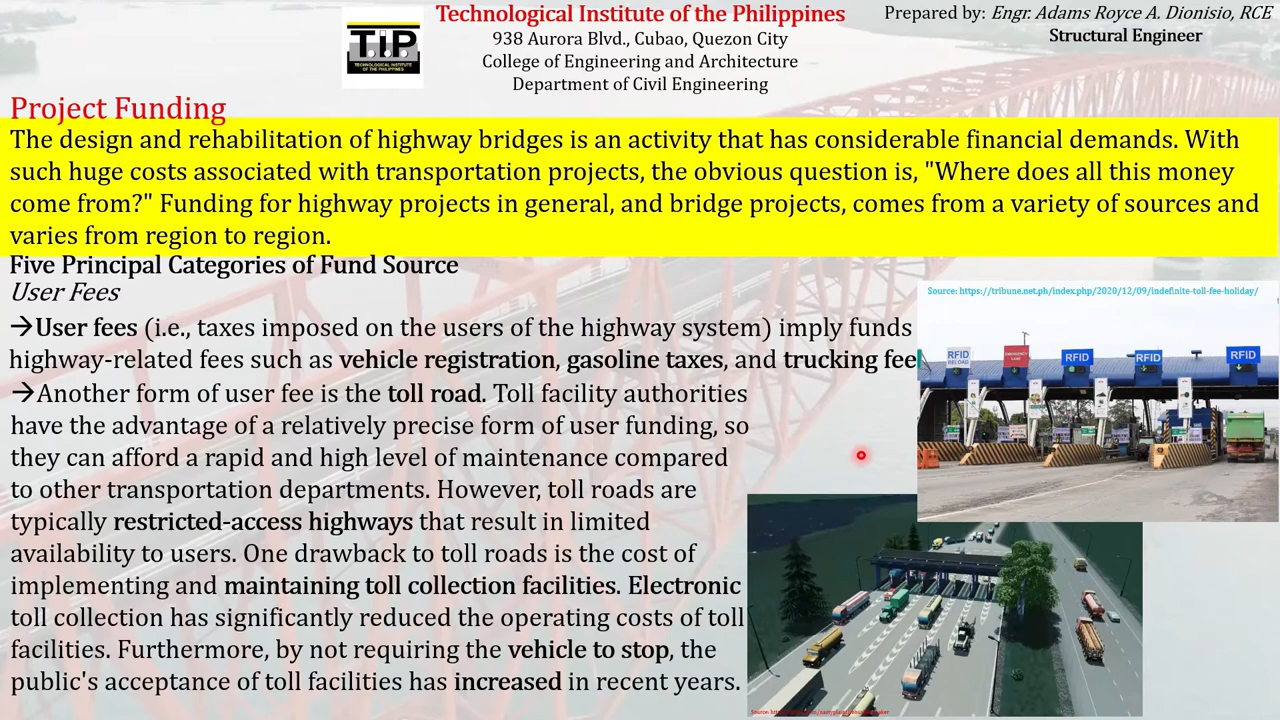 Technological Institute of the Philippines
938 Aurora Blvd., Cubao, Quezon City
College of Engineering and Architecture
Department of Civil Engineering
Prepared by: Engr. Adams Royce A. Dionisio, RCE
Structural Engineer
T.I.P
TECHNOLOGICAL INSTITUTE
OF THE PHILIPPINES
Project Funding
The design and rehabilitation of highway bridges is an activity that has considerable financial demands. With
such huge costs associated with transportation projects, the obvious question is, "Where does all this money
come from?" Funding for highway projects in general, and bridge projects, comes from a variety of sources and
varies from region to region.
Five Principal Categories of Fund Source
User Fees
→User fees (i.e., taxes imposed on the users of the highway system) imply funds
highway-related fees such as vehicle registration, gasoline taxes, and trucking fee
→Another form of user fee is the toll road. Toll facility authorities
have the advantage of a relatively precise form of user funding, so
they can afford a rapid and high level of maintenance compared
to other transportation departments. However, toll roads are
typically restricted-access highways that result in limited
availability to users. One drawback to toll roads is the cost of
implementing and maintaining toll collection facilities. Electronic
toll collection has significantly reduced the operating costs of toll
facilities. Furthermore, by not requiring the vehicle to stop, the
public's acceptance of toll facilities has increased in recent years.
Source: https://tribune.net.ph/index.php/2020/12/09/indefinite-toll-fee-holiday/
RFID
RELOAD
EMERGENCY
LANE
RFID
RFID
RFID
Source: